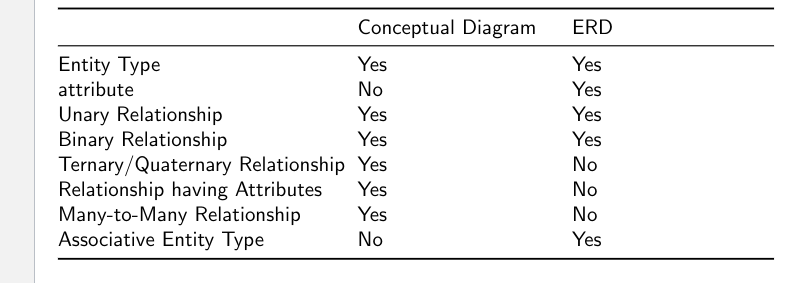 Conceptual Diagram ERD
Entity Type Yes Yes
attribute No Yes
Unary Relationship Yes Yes
Binary Relationship Yes Yes
Ternary/Quaternary Relationship Yes No
Relationship having Attributes Yes No
Many-to-Many Relationship Yes No
Associative Entity Type No Yes